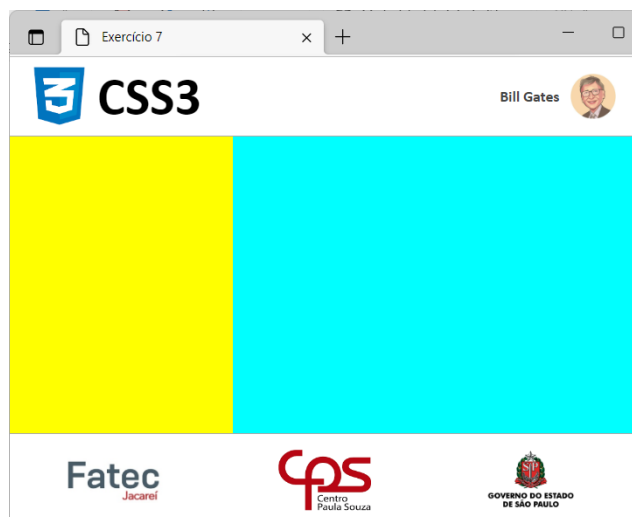 Exercício 7
3 CSS3
Bill Gates
Fatec
Jacareí
CPS
Centro
Paula Souza
SP
GOVERNO DO ESTADO
DE SÃO PAULO